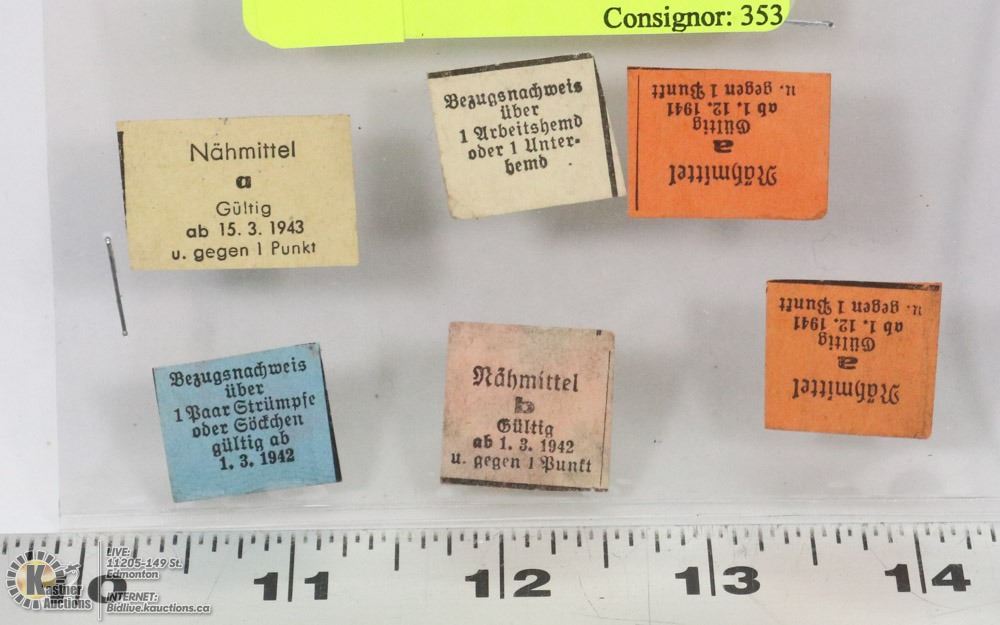 Consignor: 353
Nähmittel
a
Gültig
ab 15. 3. 1943
u. gegen 1 Punkt
Bezugsnachweis
über
1 Arbeitshemd
oder 1 Unter-
hemd
Nähmittel
a
Gültig
ab 1. 12. 1941
u. gegen 1 Punkt
Bezugsnachweis
über
1 Paar Strümpfe
oder Söckchen
gültig ab
1. 3. 1942
Nähmittel
b
Gültig
ab 1. 3. 1942
u. gegen 1 Punkt
Nähmittel
a
Gültig
ab 1. 12. 1941
u. gegen 1 Punkt
10 11 12 13 14
K
Kastner
Auctions
LIVE:
11205-149 St.
Edmonton
INTERNET:
Bidlive.kauctions.ca